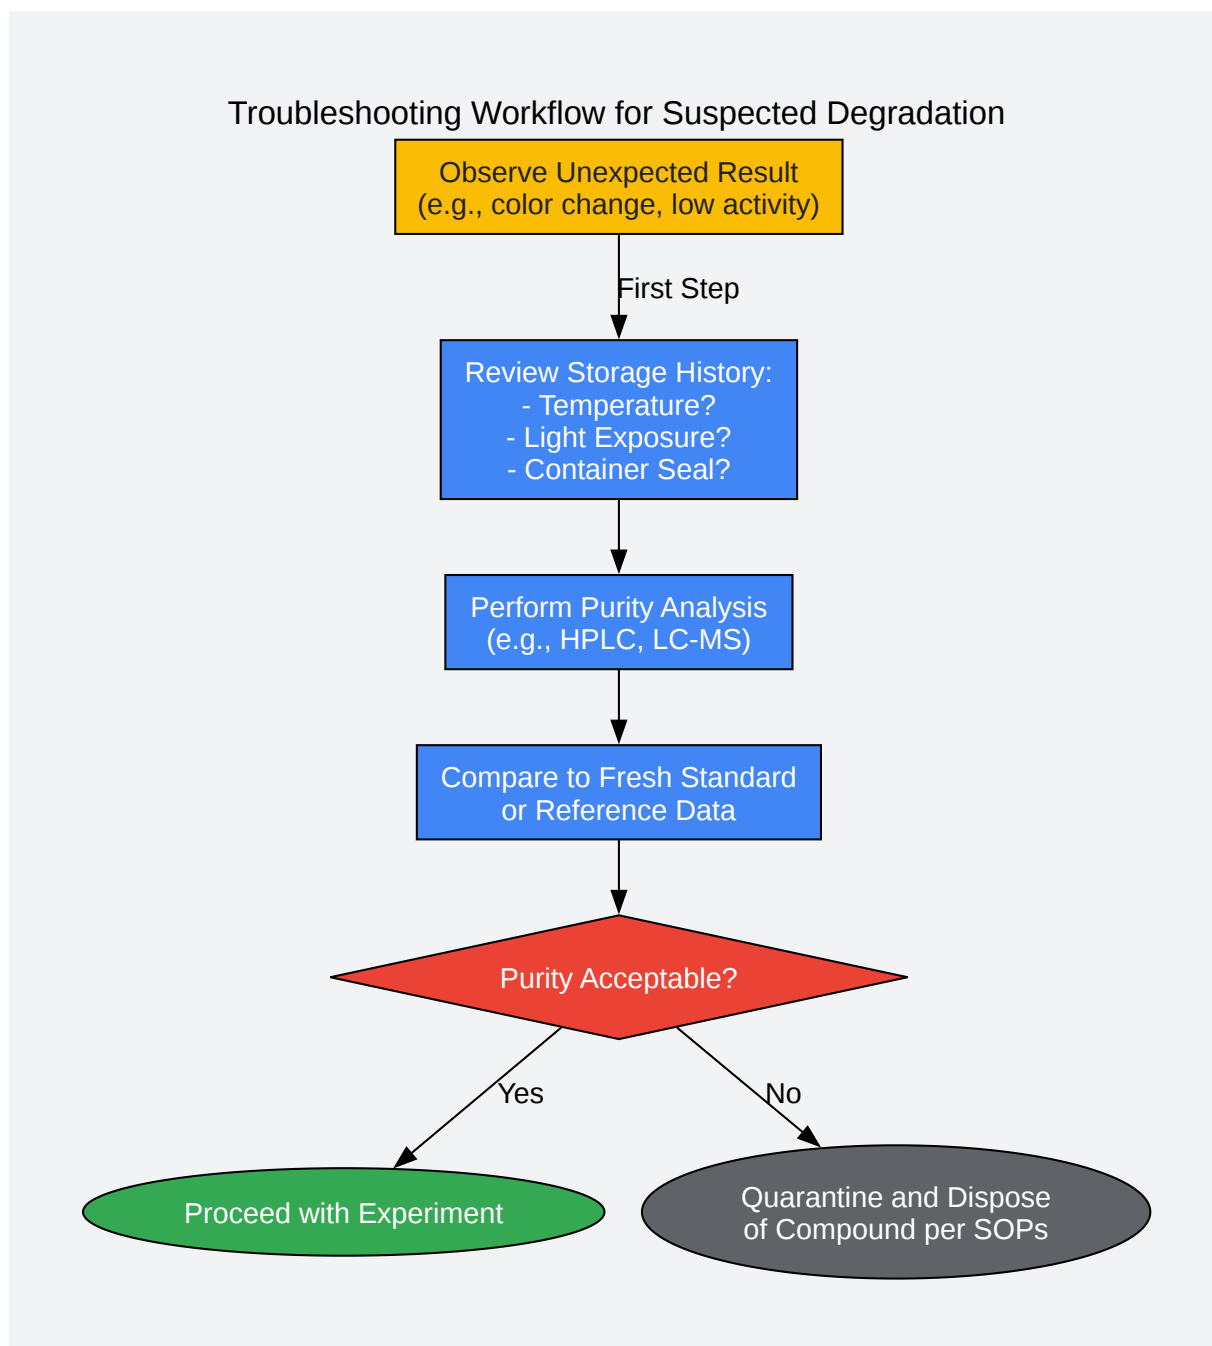 Troubleshooting Workflow for Suspected Degradation
Observe Unexpected Result
(e.g., color change, low activity)
First Step
Review Storage History:
- Temperature?
- Light Exposure?
- Container Seal?
Perform Purity Analysis
(e.g., HPLC, LC-MS)
Compare to Fresh Standard
or Reference Data
Purity Acceptable?
Yes
No
Proceed with Experiment
Quarantine and Dispose
of Compound per SOPs